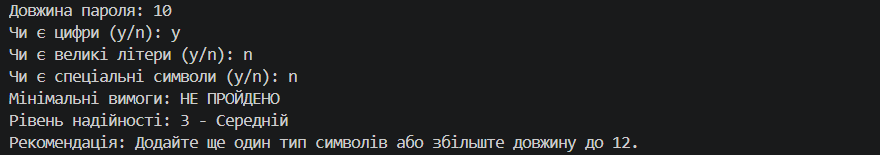 Довжина пароля: 10
Чи є цифри (y/n): y
Чи є великі літери (y/n): n
Чи є спеціальні символи (y/n): n
Мінімальні вимоги: НЕ ПРОЙДЕНО
Рівень надійності: 3 - Середній
Рекомендація: Додайте ще один тип символів або збільште довжину до 12.